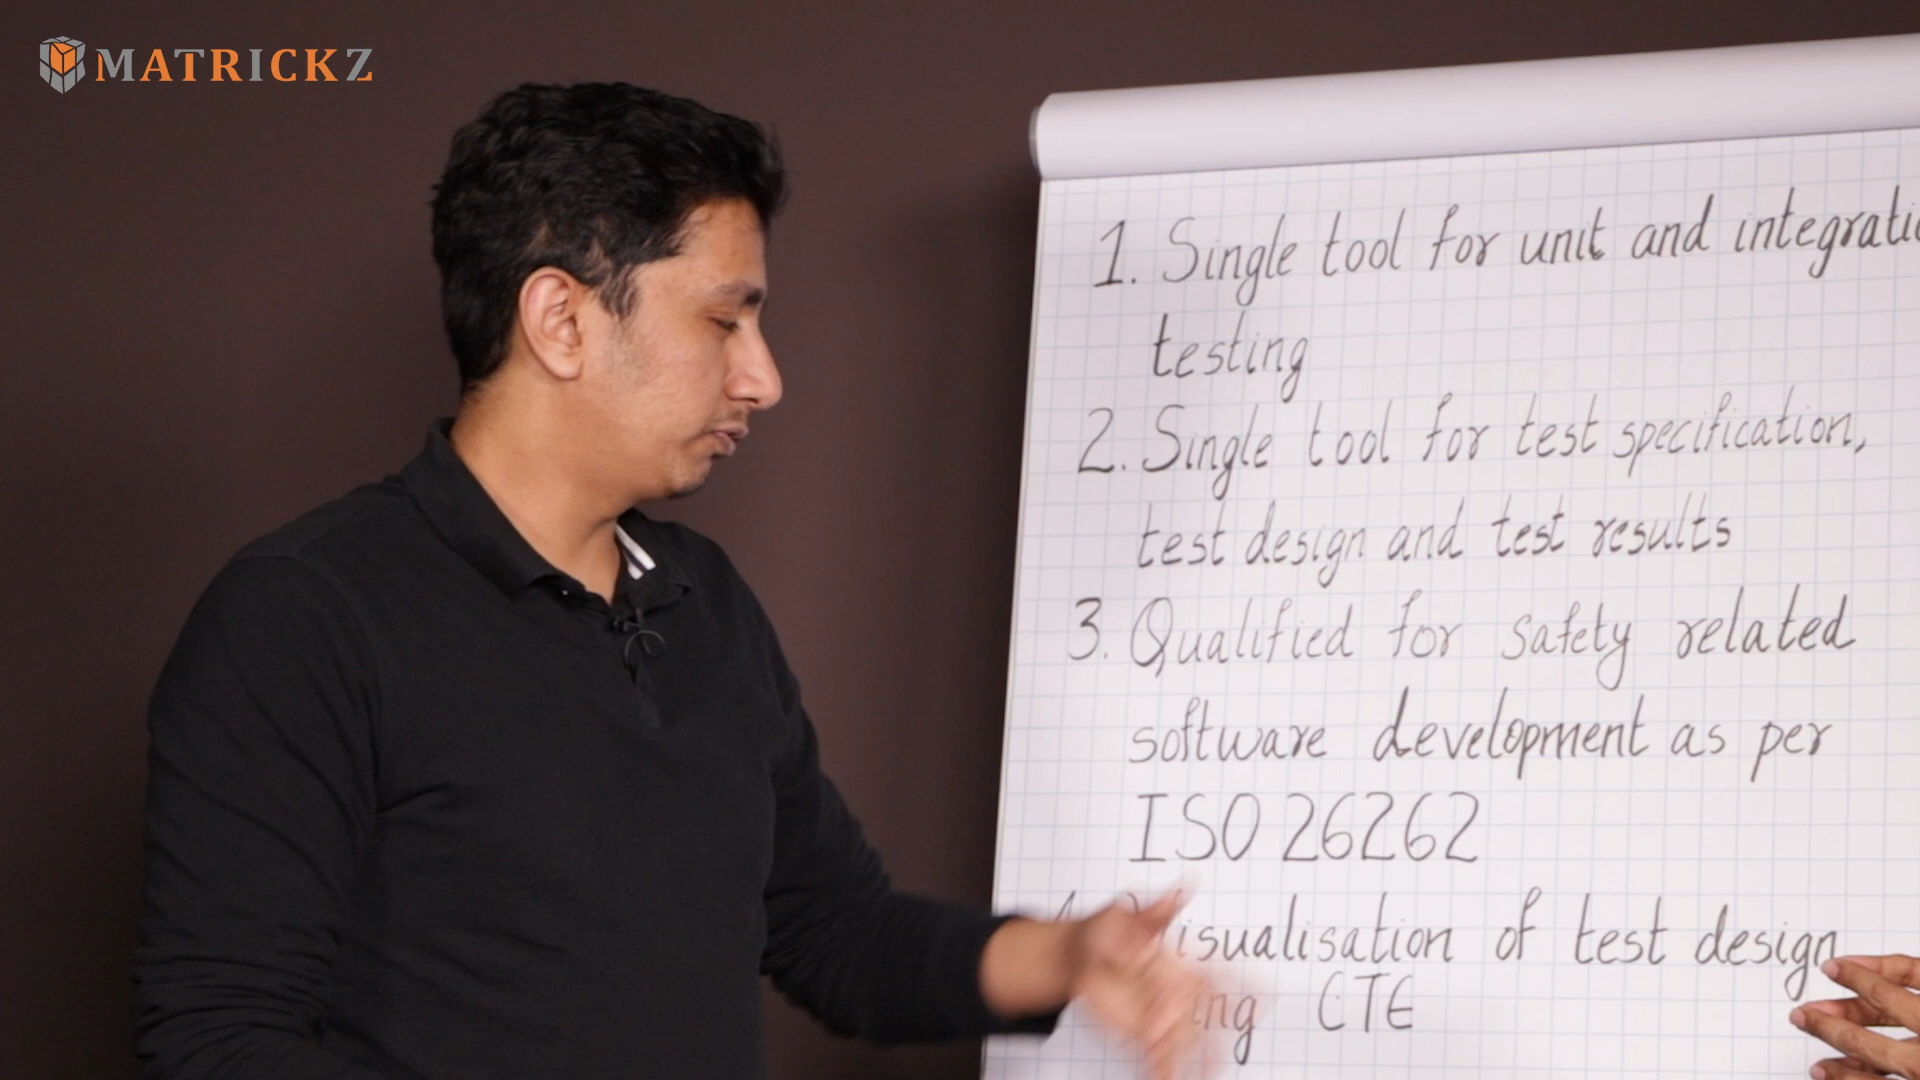 MATRICKZ
1. Single tool for unit and integrati
testing
2. Single tool for test specification,
test design and test results
3. Qualified for safety related
software development as per
ISO 26262
Visualisation of test design
CTE